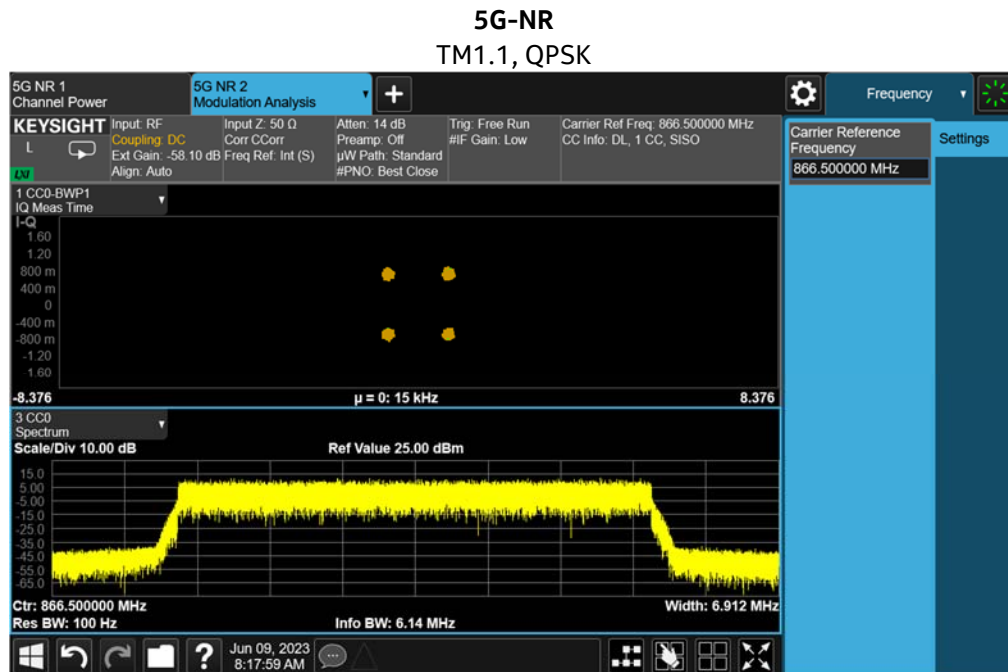 5G-NR
TM1.1, QPSK
5G NR 1
Channel Power
5G NR 2
Modulation Analysis
Frequency
KEYSIGHT
L
LXI
Input: RF
Coupling: DC
Ext Gain: -58.10 dB
Align: Auto
Input Z: 50 Ω
Corr CCorr
Freq Ref: Int (S)
Atten: 14 dB
Preamp: Off
µW Path: Standard
#PNO: Best Close
Trig: Free Run
#IF Gain: Low
Carrier Ref Freq: 866.500000 MHz
CC Info: DL, 1 CC, SISO
Carrier Reference
Frequency
866.500000 MHz
Settings
1 CC0-BWP1
IQ Meas Time
I-Q
1.60
1.20
800 m
400 m
0
-400 m
-800 m
-1.20
1.60
-8.376
µ = 0: 15 kHz
8.376
3 CC0
Spectrum
Scale/Div 10.00 dB
Ref Value 25.00 dBm
15.0
5.00
-5.00
-15.0
-25.0
-35.0
-45.0
-55.0
-65.0
Ctr: 866.500000 MHz
Width: 6.912 MHz
Res BW: 100 Hz
Info BW: 6.14 MHz
?
Jun 09, 2023
8:17:59 AM